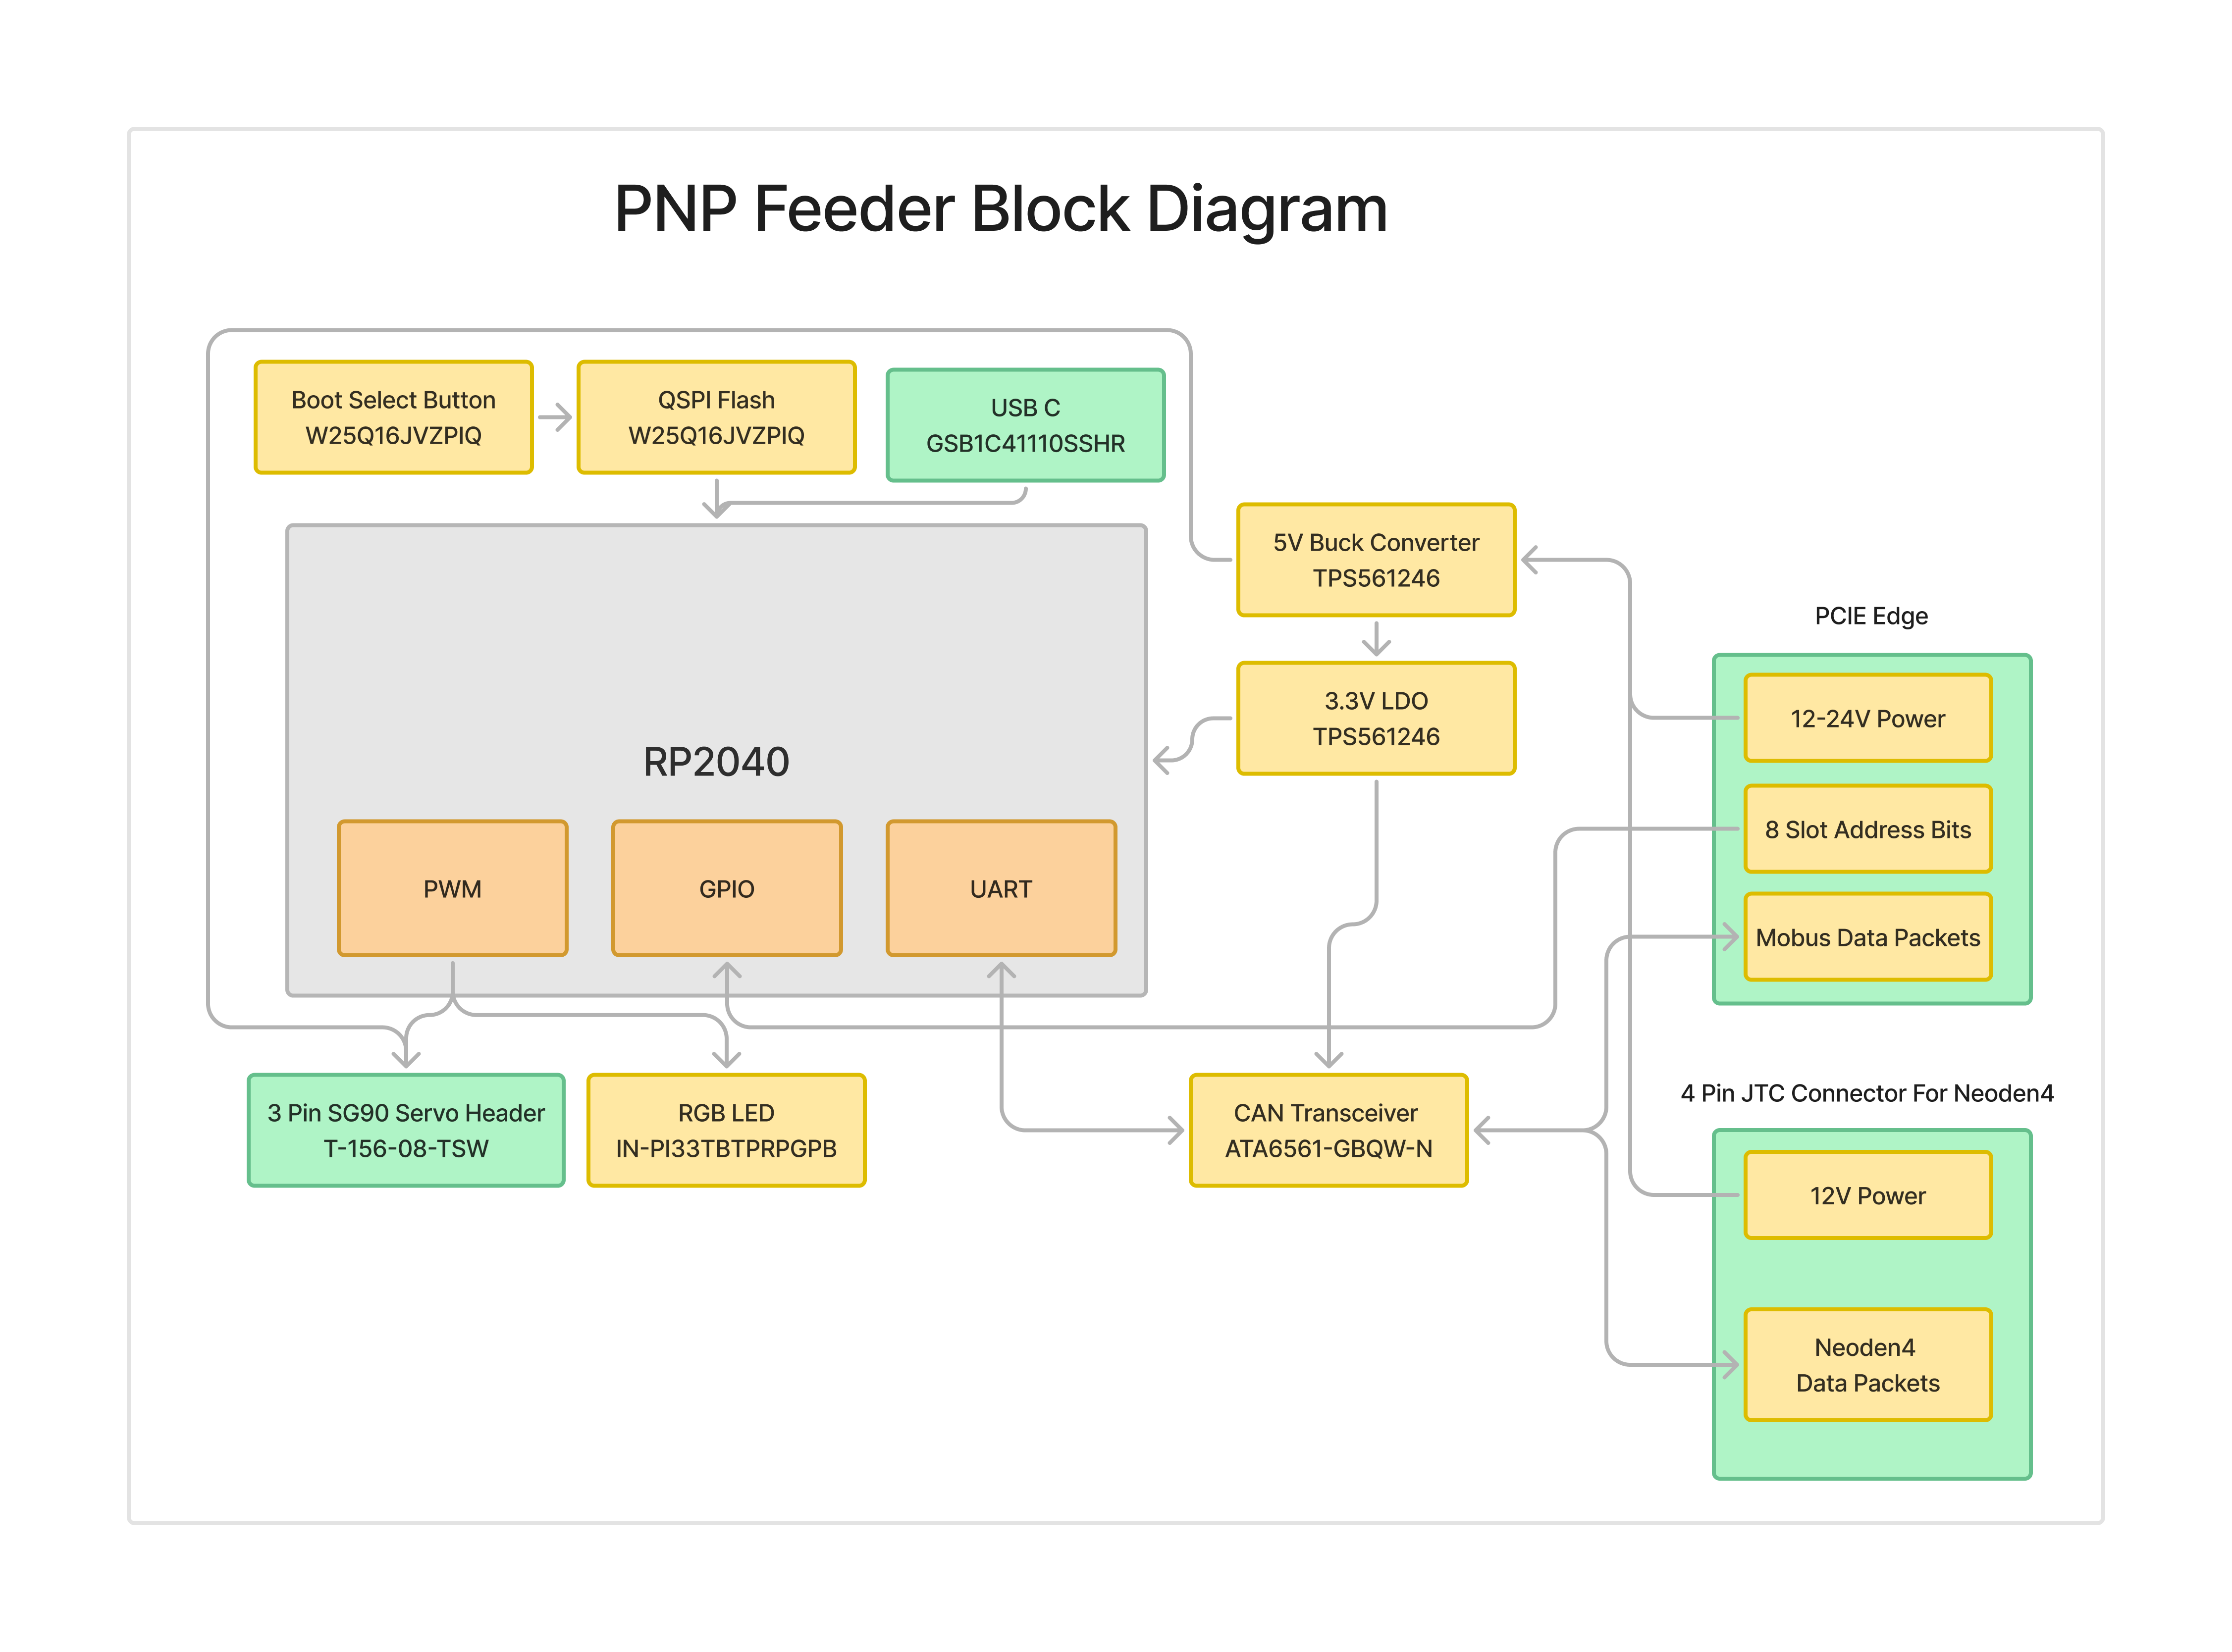 PNP Feeder Block Diagram
Boot Select Button
W25Q16JVZPIQ
QSPI Flash
W25Q16JVZPIQ
USB C
GSB1C41110SSHR
5V Buck Converter
TPS561246
3.3V LDO
TPS561246
RP2040
PWM
GPIO
UART
PCIE Edge
12-24V Power
8 Slot Address Bits
Mobus Data Packets
3 Pin SG90 Servo Header
T-156-08-TSW
RGB LED
IN-PI33TBTPRPGPB
CAN Transceiver
ATA6561-GBQW-N
4 Pin JTC Connector For Neoden4
12V Power
Neoden4
Data Packets